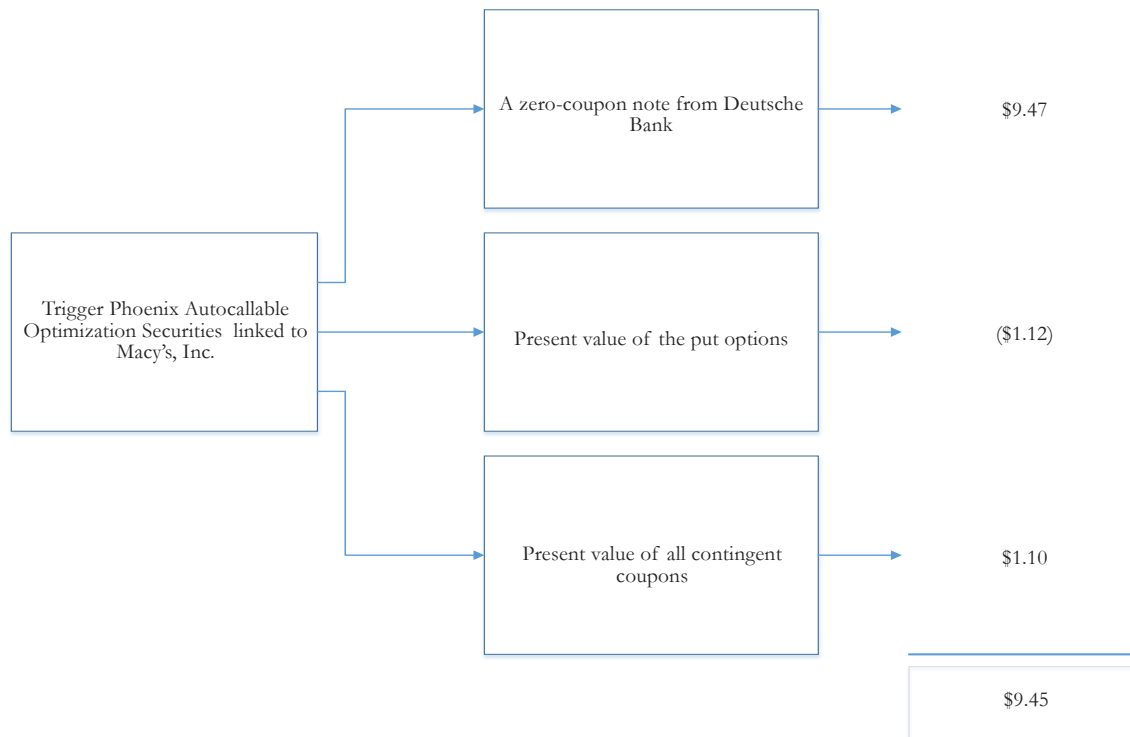 A zero-coupon note from Deutsche
Bank
$9.47
Trigger Phoenix Autocallable
Optimization Securities linked to
Macy’s, Inc.
Present value of the put options
($1.12)
Present value of all contingent
coupons
$1.10
$9.45